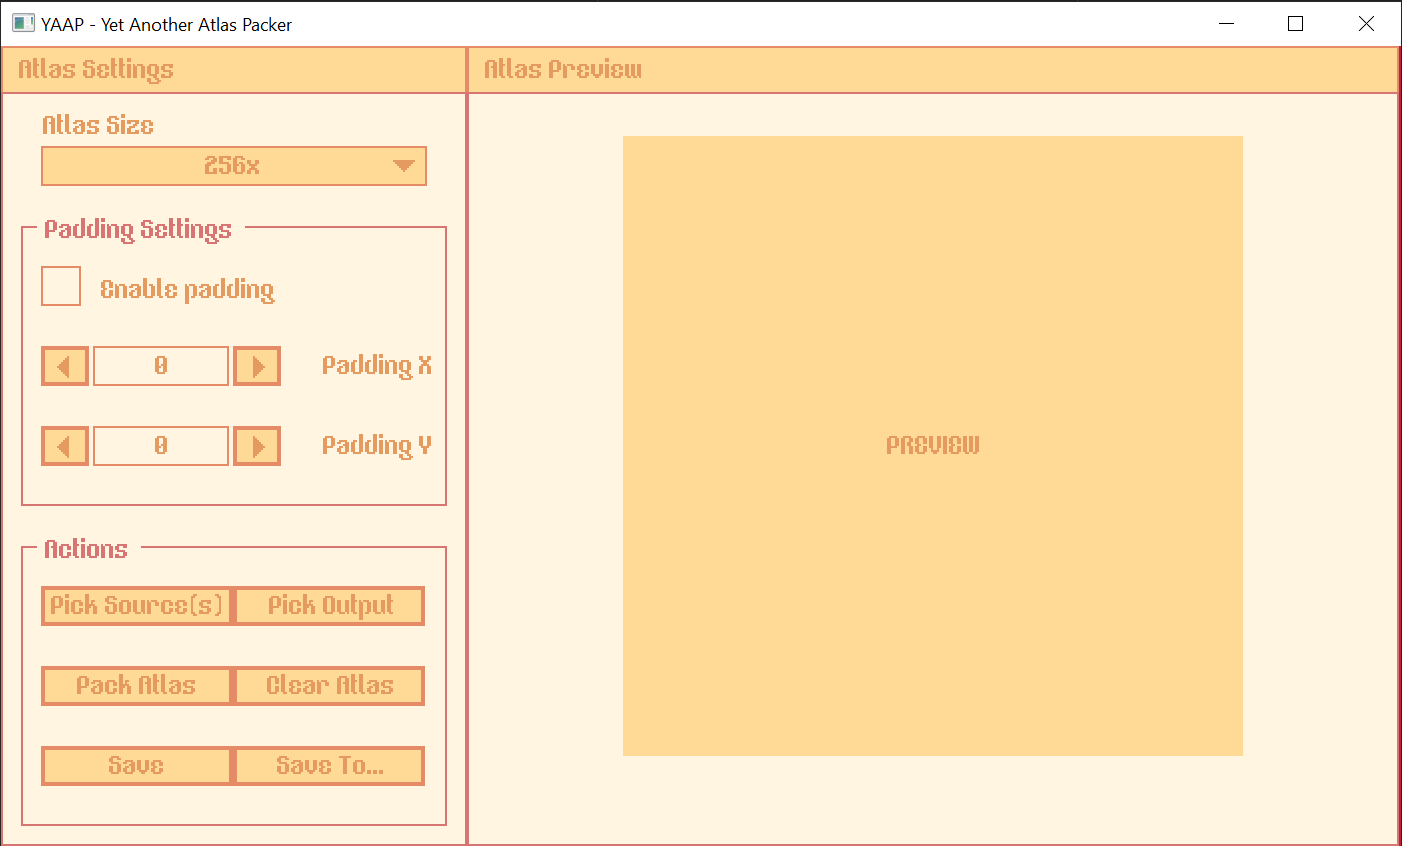 YAAP - Yet Another Atlas Packer
Atlas Settings
Atlas Size
256x
Padding Settings
Enable padding
0
Padding X
0
Padding Y
Actions
Pick Source(s)
Pick Output
Pack Atlas
Clear Atlas
Save
Save To...
Atlas Preview
PREVIEW